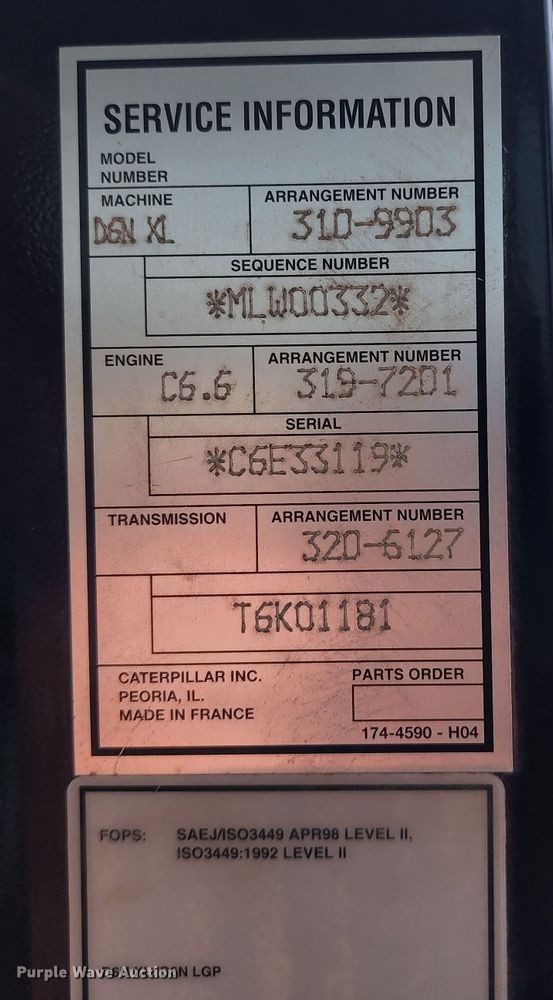 SERVICE INFORMATION
MODEL
NUMBER
MACHINE ARRANGEMENT NUMBER
D6N XL 310-9903
SEQUENCE NUMBER
*MLW00332*
ENGINE ARRANGEMENT NUMBER
C6.6 319-7201
SERIAL
*C6E33119*
TRANSMISSION ARRANGEMENT NUMBER
320-6127
T6K01181
CATERPILLAR INC. PARTS ORDER
PEORIA, IL.
MADE IN FRANCE
174-4590 - H04
FOPS: SAEJ/ISO3449 APR98 LEVEL II,
ISO3449:1992 LEVEL II
LGP
Purple Wave Auction